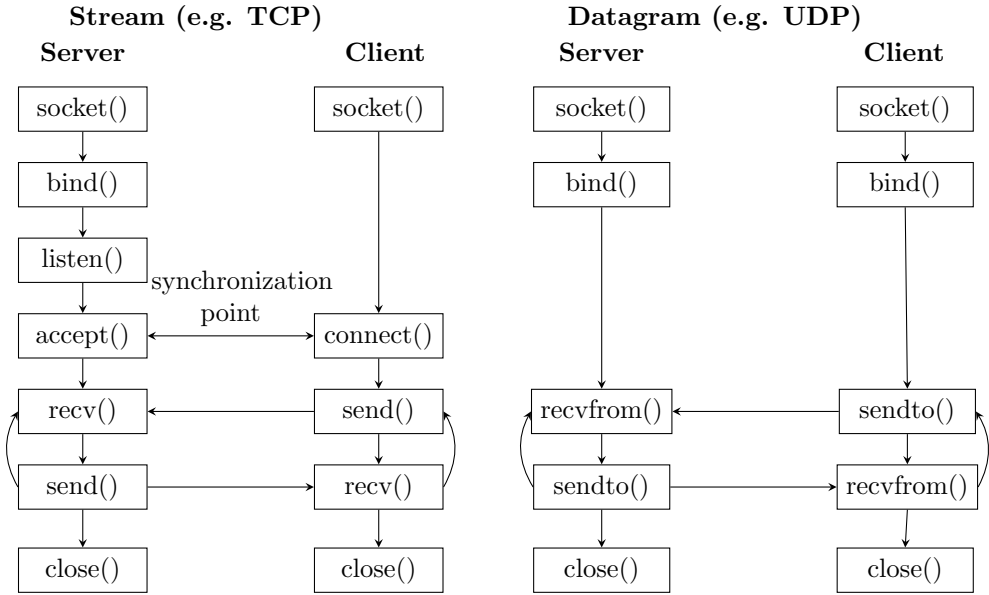 Stream (e.g. TCP)
Server
Client
socket()
socket()
bind()
listen()
synchronization
point
accept()
connect()
recv()
send()
send()
recv()
close()
close()
Datagram (e.g. UDP)
Server
Client
socket()
socket()
bind()
bind()
recvfrom()
sendto()
sendto()
recvfrom()
close()
close()